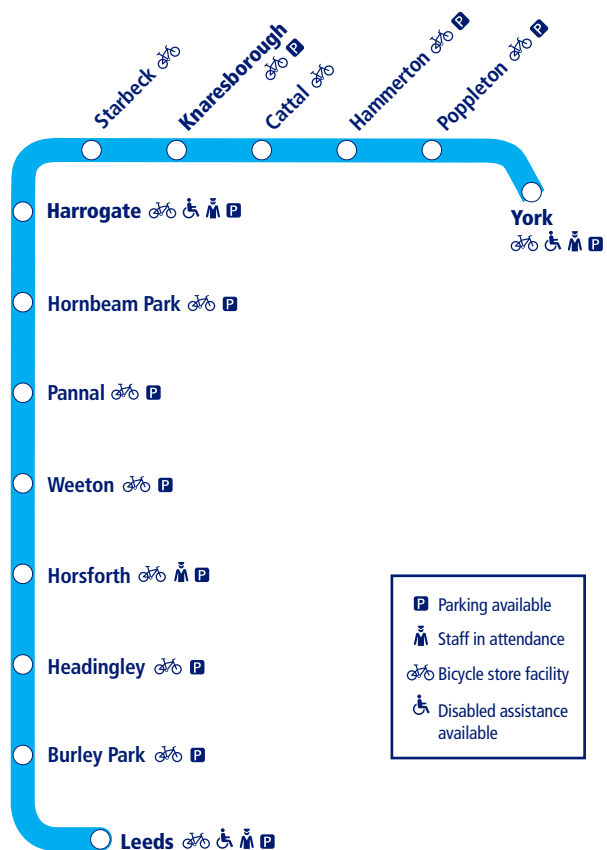 Starbeck
Knaresborough
P
Cattal
Hammerton P
Poppleton P
York
P
Harrogate P
Hornbeam Park P
Pannal P
Weeton P
Horsforth P
Headingley P
Burley Park P
Leeds P
P Parking available
Staff in attendance
Bicycle store facility
Disabled assistance
available